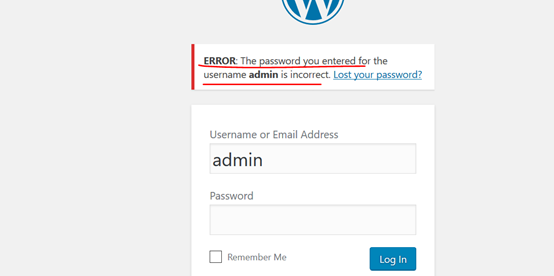 ERROR: The password you entered for the
username admin is incorrect. Lost your password?
Username or Email Address
admin
Password
Remember Me
Log In